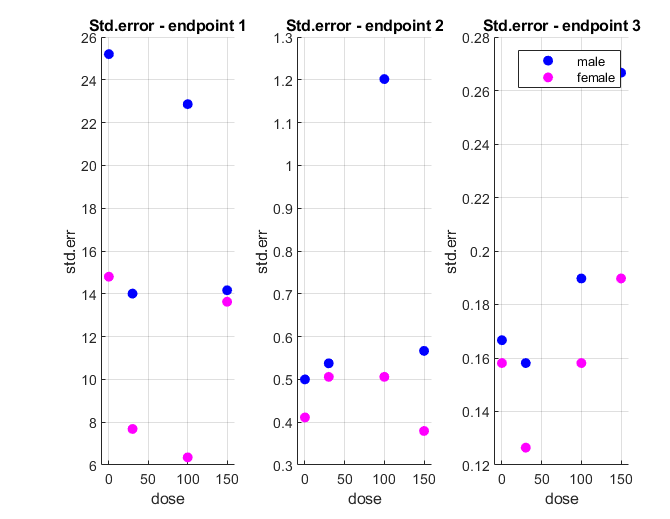 Std.error - endpoint 1
26
24
22
20
18
16
14
12
10
8
6
0 50 100 150
dose
std.err
Std.error - endpoint 2
1.3
1.2
1.1
1
0.9
0.8
0.7
0.6
0.5
0.4
0.3
0 50 100 150
dose
std.err
Std.error - endpoint 3
0.28
0.26
0.24
0.22
0.2
0.18
0.16
0.14
0.12
0 50 100 150
dose
std.err
male
female